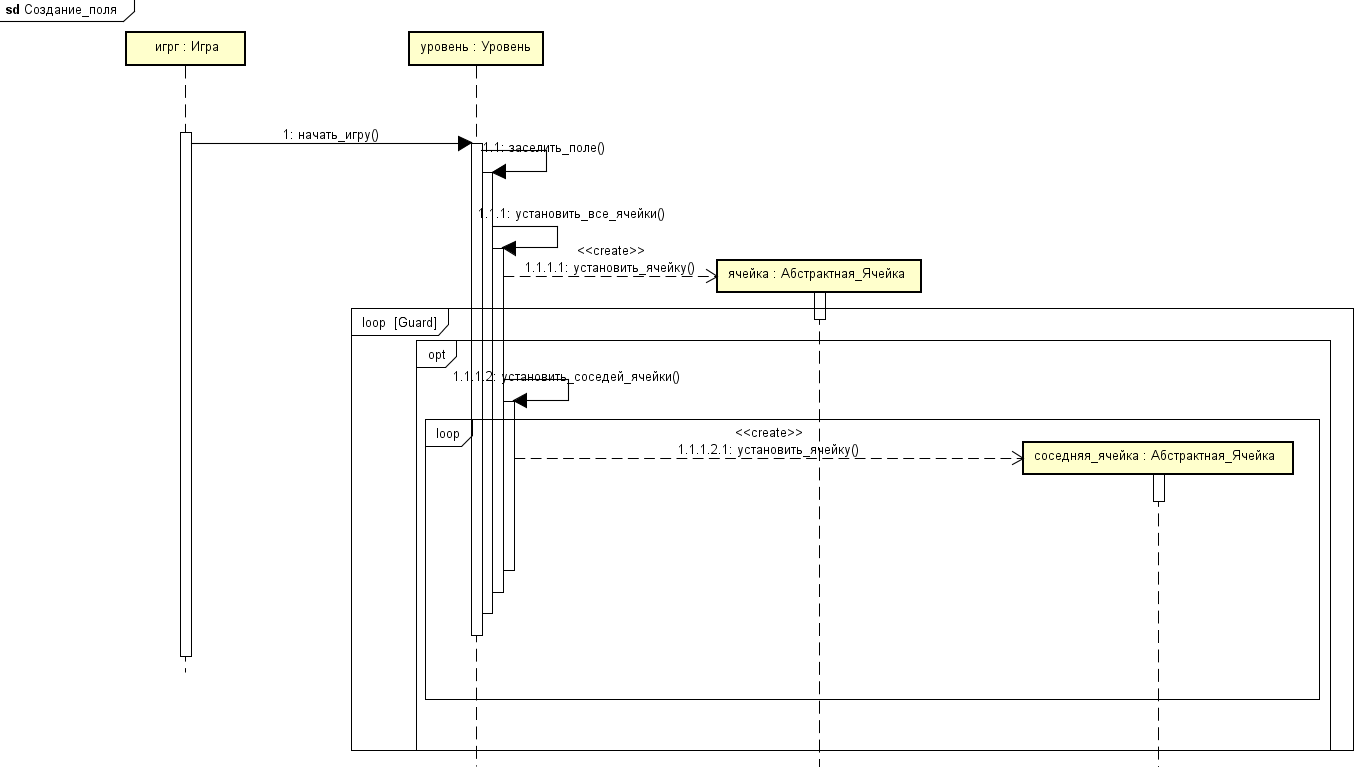 sd Создание_поля
игрг : Игра
уровень : Уровень
1: начать_игру()
1.1: заселить_поле()
1.1.1: установить_все_ячейки()
<<create>>
1.1.1.1: установить_ячейку()
ячейка : Абстрактная_Ячейка
loop [Guard]
opt
1.1.1.2: установить_соседей_ячейки()
loop
<<create>>
1.1.1.2.1: установить_ячейку()
соседняя_ячейка : Абстрактная_Ячейка